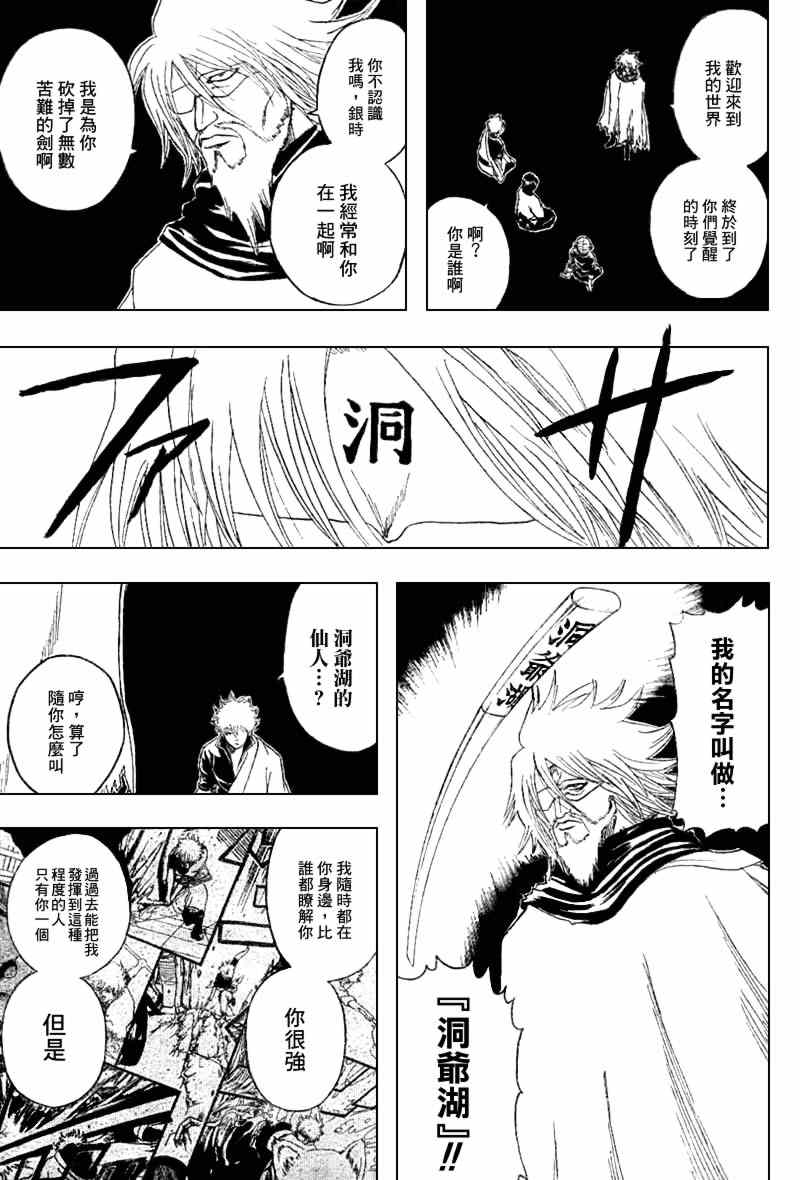 歡迎來到
我的世界
終於到了
你們覺醒
的時刻了
啊？
你是誰啊
你不認識
我嗎，銀時
我經常和你
在一起啊
我是為你
砍掉了無數
苦難的劍啊
サ
ファ
洞
我的名字叫做…
洞爺湖
『洞爺湖』!!
洞爺湖的
仙人…？
哼，算了
隨你怎麼叫
我隨時都在
你身邊，比
誰都瞭解你
你很強
過過去能把我
發揮到這種
程度的人
只有你一個
但是